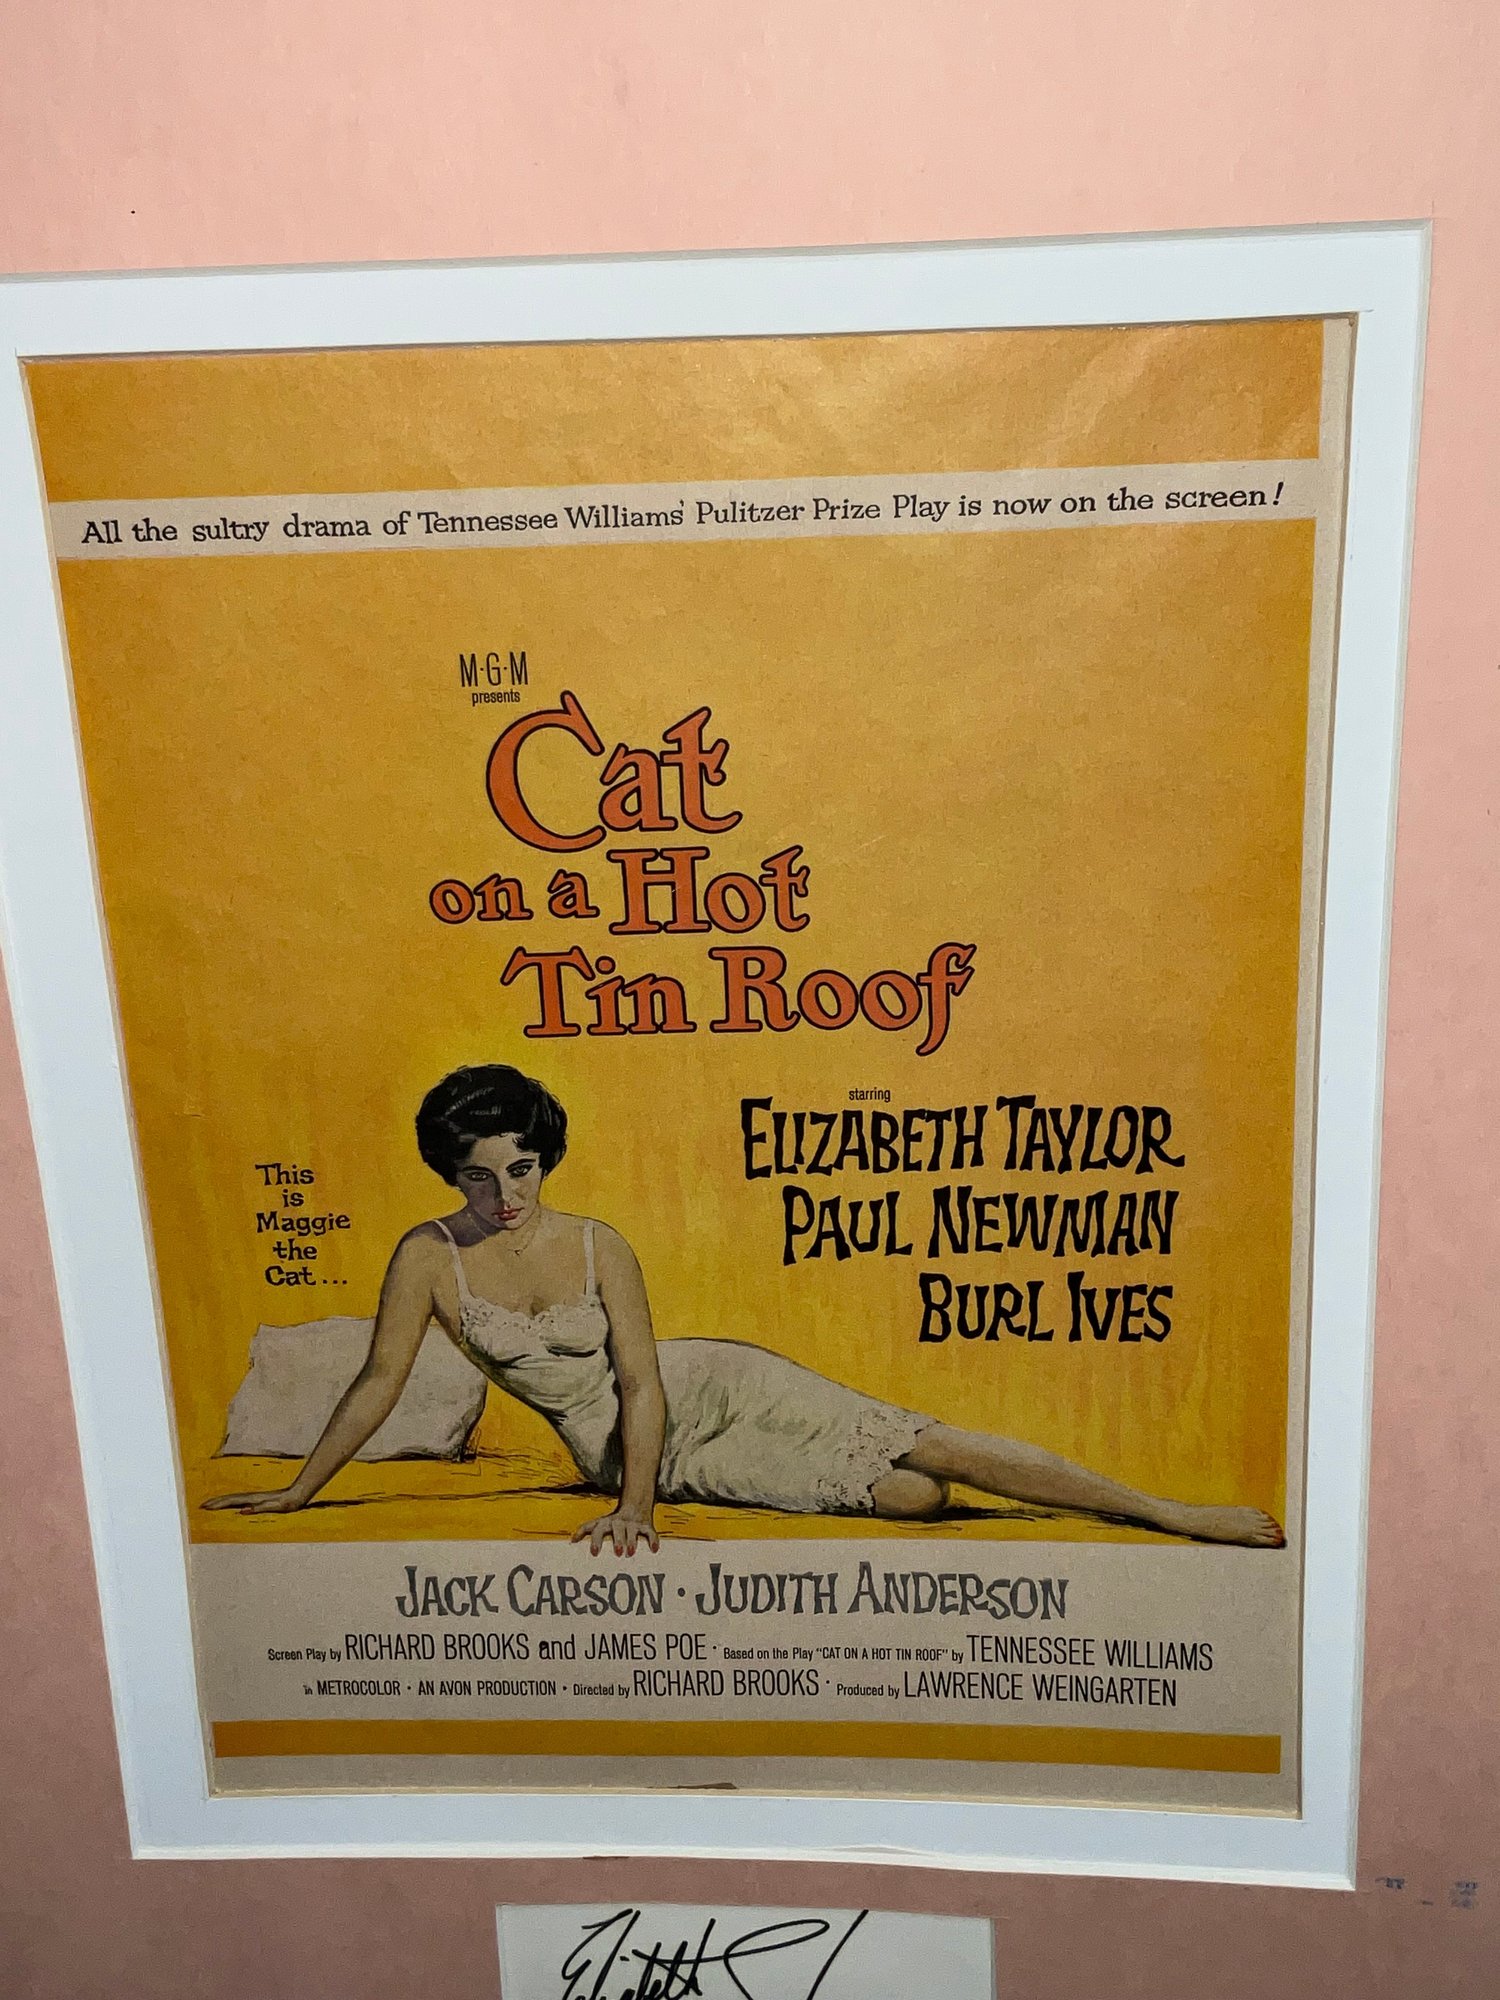 All the sultry drama of Tennessee Williams' Pulitzer Prize Play is now on the screen!
M·G·M
presents
Cat
on a Hot
Tin Roof
starring
ELIZABETH TAYLOR
PAUL NEWMAN
BURL IVES
This
is
Maggie
the
Cat...
JACK CARSON · JUDITH ANDERSON
Screen Play by RICHARD BROOKS and JAMES POE · Based on the Play "CAT ON A HOT TIN ROOF" by TENNESSEE WILLIAMS
in METROCOLOR · AN AVON PRODUCTION · Directed by RICHARD BROOKS · Produced by LAWRENCE WEINGARTEN
Elizabeth